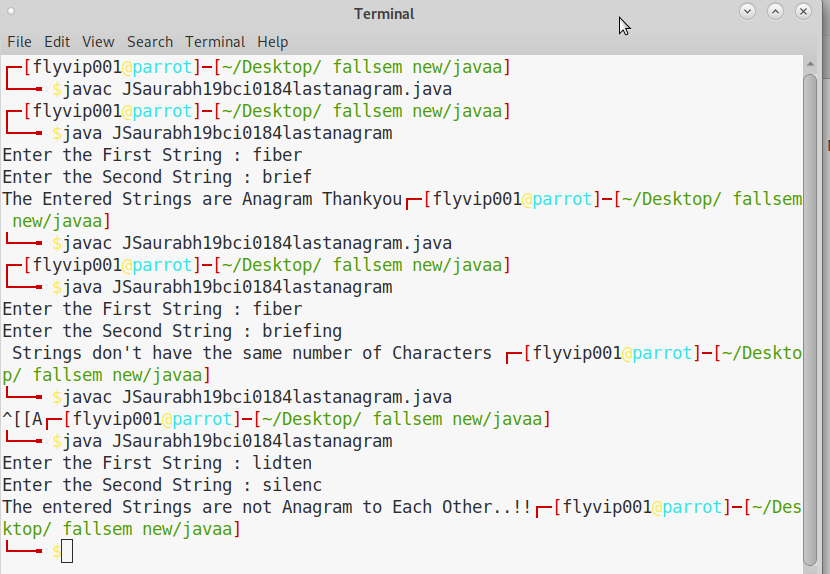 Terminal
File Edit View Search Terminal Help
┌─[flyvip001@parrot]─[~/Desktop/ fallsem new/javaa]
└──╼ $javac JSaurabh19bci0184lastanagram.java
┌─[flyvip001@parrot]─[~/Desktop/ fallsem new/javaa]
└──╼ $java JSaurabh19bci0184lastanagram
Enter the First String : fiber
Enter the Second String : brief
The Entered Strings are Anagram Thankyou┌─[flyvip001@parrot]─[~/Desktop/ fallsem
 new/javaa]
└──╼ $javac JSaurabh19bci0184lastanagram.java
┌─[flyvip001@parrot]─[~/Desktop/ fallsem new/javaa]
└──╼ $java JSaurabh19bci0184lastanagram
Enter the First String : fiber
Enter the Second String : briefing
 Strings don't have the same number of Characters ┌─[flyvip001@parrot]─[~/Deskto
p/ fallsem new/javaa]
└──╼ $javac JSaurabh19bci0184lastanagram.java
^[[A┌─[flyvip001@parrot]─[~/Desktop/ fallsem new/javaa]
└──╼ $java JSaurabh19bci0184lastanagram
Enter the First String : lidten
Enter the Second String : silenc
The entered Strings are not Anagram to Each Other..!!┌─[flyvip001@parrot]─[~/Des
ktop/ fallsem new/javaa]
└──╼ $